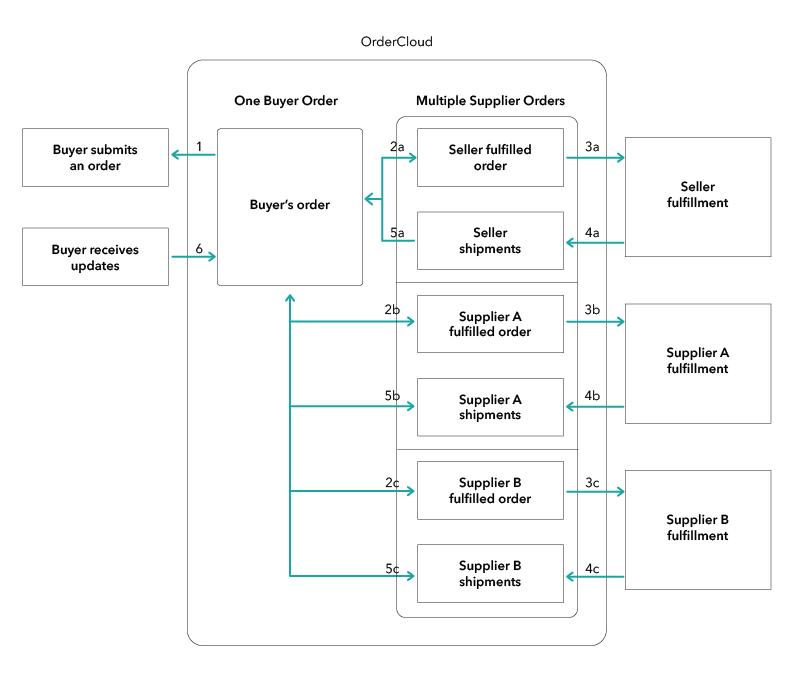 OrderCloud
One Buyer Order
Multiple Supplier Orders
Buyer submits
an order
1
Buyer's order
2a
Seller fulfilled
order
3a
Seller
fulfillment
Buyer receives
updates
6
5a
Seller
shipments
4a
2b
Supplier A
fulfilled order
3b
Supplier A
fulfillment
5b
Supplier A
shipments
4b
2c
Supplier B
fulfilled order
3c
Supplier B
fulfillment
5c
Supplier B
shipments
4c